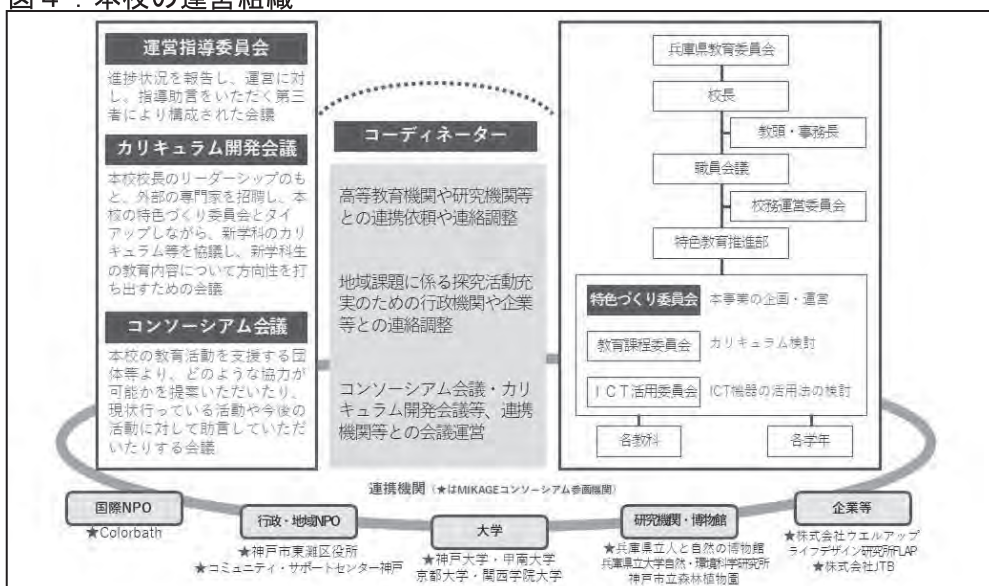 図４：本校の運営組織
運営指導委員会
進捗状況を報告し、運営に対
し、指導助言をいただく第三
者により構成された会議
カリキュラム開発会議
本校校長のリーダーシップのも
と、外部の専門家を招聘し、本
校の特色づくり委員会とタイ
アップしながら、新学科のカリ
キュラム等を協議し、新学科生
の教育内容について方向性を打
ち出すための会議
コンソーシアム会議
本校の教育活動を支援する団
体等より、どのような協力が
可能かを提案いただいたり、
現状行っている活動や今後の
活動に対して助言していただ
いたりする会議
コーディネーター
高等教育機関や研究機関等
との連携依頼や連絡調整
地域課題に係る探究活動充
実のための行政機関や企業
等との連絡調整
コンソーシアム会議・カリ
キュラム開発会議等、連携
機関等との会議運営
兵庫県教育委員会
校長
教頭・事務長
職員会議
校務運営委員会
特色教育推進部
特色づくり委員会 本事業の企画・運営
教育課程委員会 カリキュラム検討
ＩＣＴ活用委員会 ICT機器の活用法の検討
各教科
各学年
連携機関（★はMIKAGEコンソーシアム参画機関）
国際NPO
★Colorbath
行政・地域NPO
★神戸市東灘区役所
★コミュニティ・サポートセンター神戸
大学
★神戸大学・甲南大学
京都大学・関西学院大学
研究機関・博物館
★兵庫県立人と自然の博物館
兵庫県立大学自然・環境科学研究所
神戸市立森林植物園
企業等
★株式会社ウエルアップ
ライフデザイン研究所FLAP
★株式会社JTB